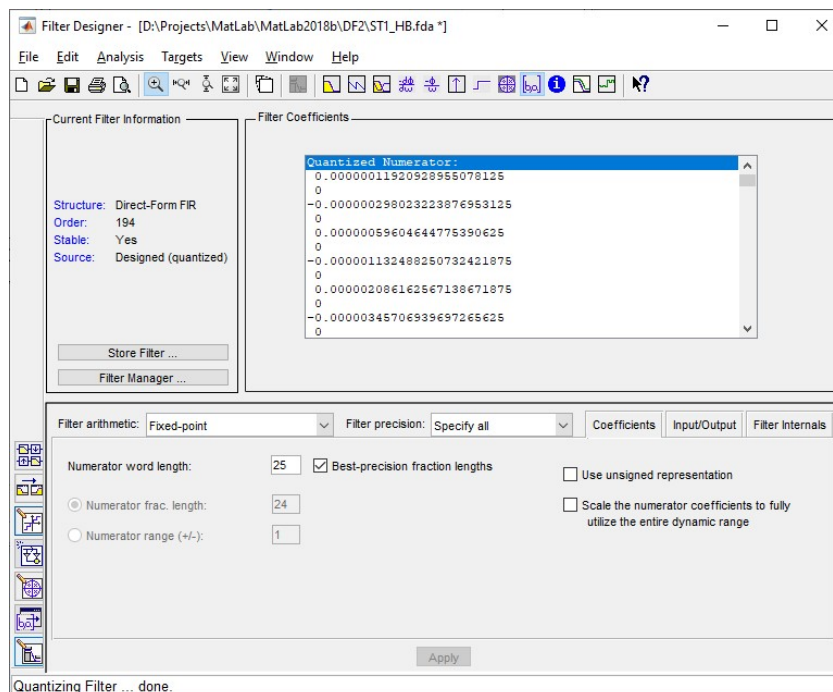 Filter Designer - [D:\Projects\MatLab\MatLab2018b\DF2\ST1_HB.fda *]
File Edit Analysis Targets View Window Help
Current Filter Information
Structure: Direct-Form FIR
Order: 194
Stable: Yes
Source: Designed (quantized)
Store Filter ...
Filter Manager ...
Filter Coefficients
Quantized Numerator:
0.00000011920928955078125
0
-0.000000298023223876953125
0
0.00000059604644775390625
0
-0.00000113248825073242187​5
0
0.000002086162567138671875
0
-0.00000345706939697265625
0
Filter arithmetic: Fixed-point Filter precision: Specify all Coefficients Input/Output Filter Internals
Numerator word length: 25 Best-precision fraction lengths
Numerator frac. length: 24
Numerator range (+/-): 1
Use unsigned representation
Scale the numerator coefficients to fully
utilize the entire dynamic range
Apply
Quantizing Filter ... done.